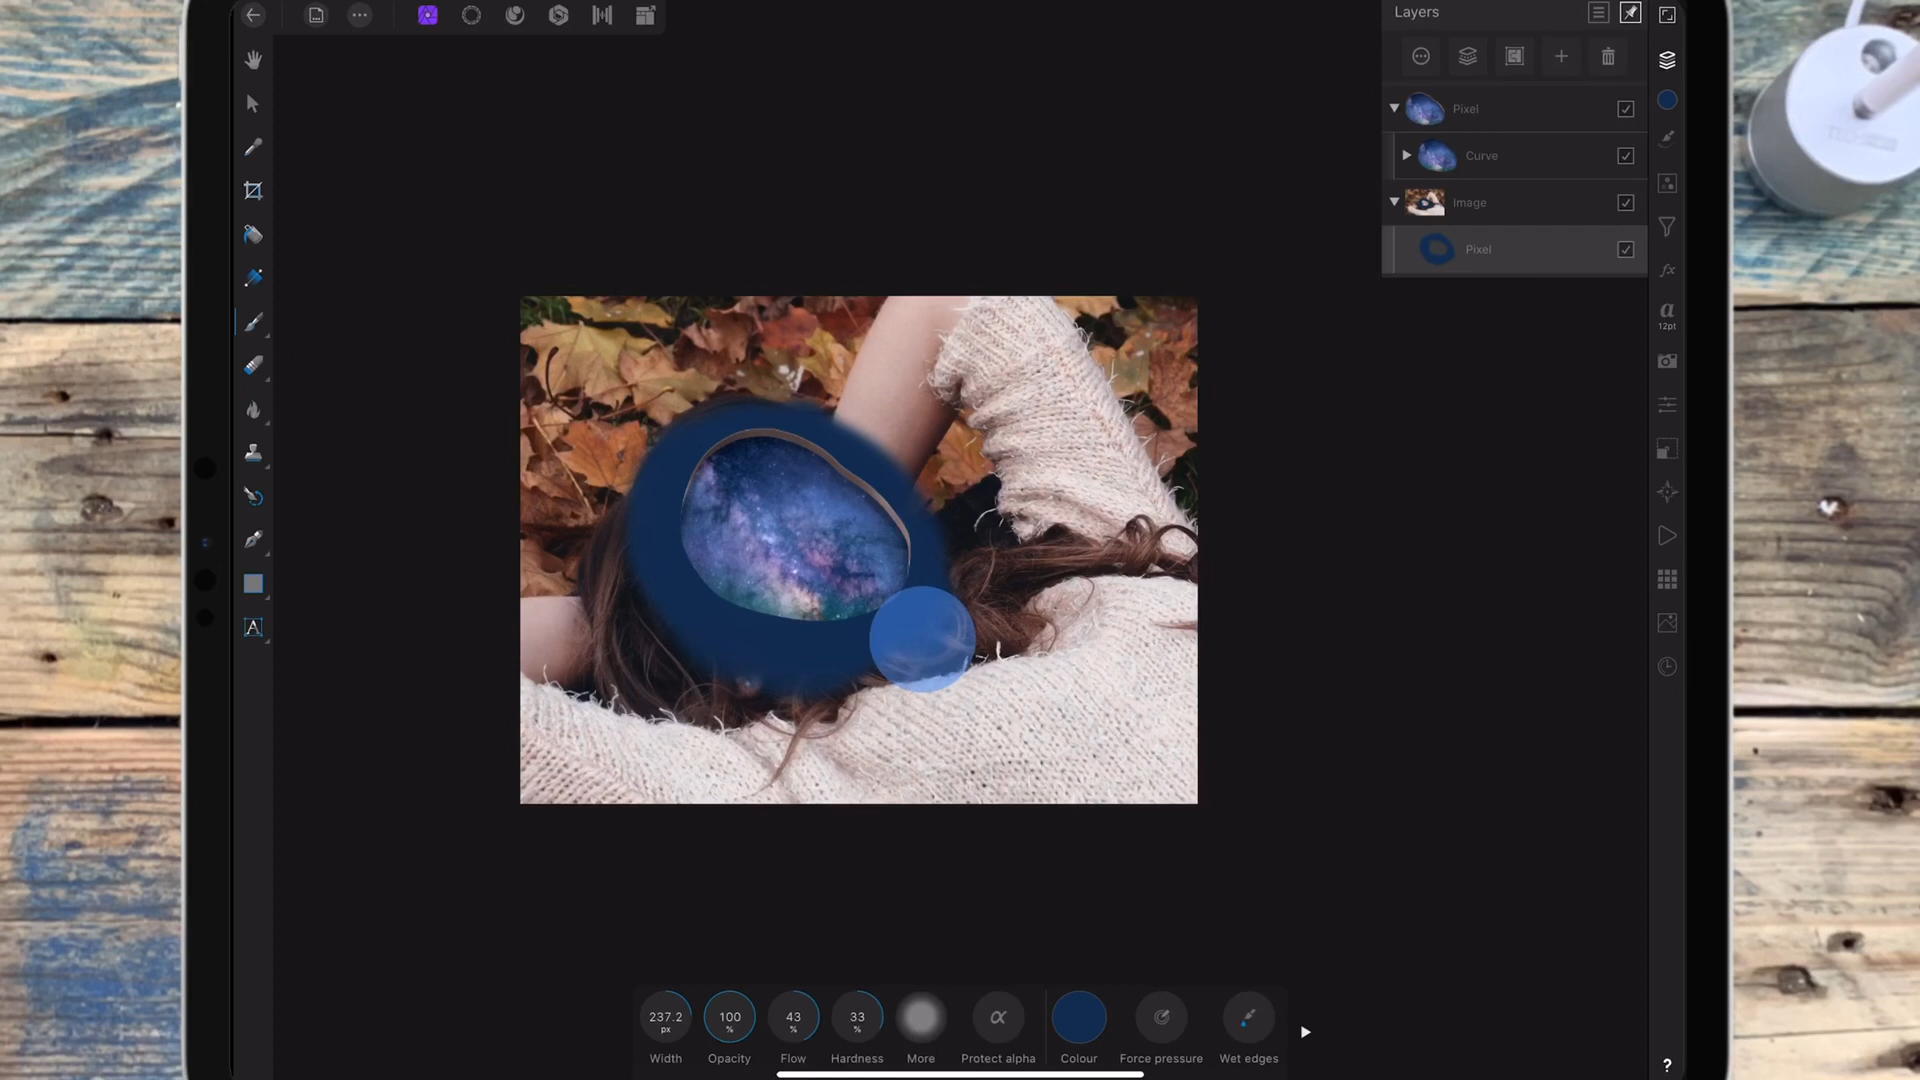 Layers
Pixel
Curve
Image
Pixel
a
12pt
A
237.2
px
100
%
43
%
33
%
α
Width
Opacity
Flow
Hardness
More
Protect alpha
Colour
Force pressure
Wet edges
?